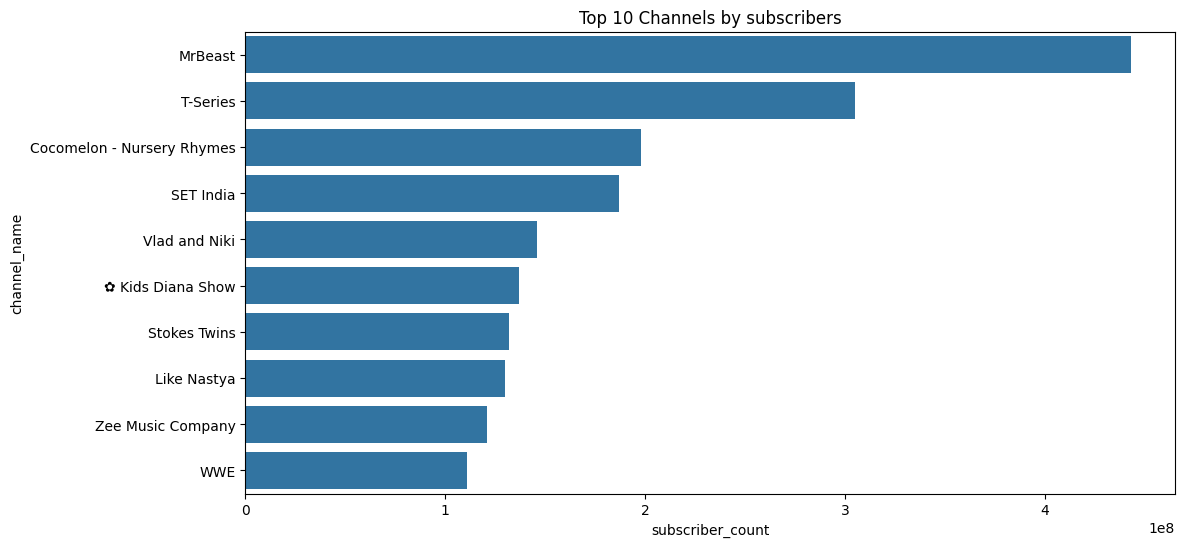 Top 10 Channels by subscribers
MrBeast
T-Series
Cocomelon - Nursery Rhymes
SET India
Vlad and Niki
✿ Kids Diana Show
Stokes Twins
Like Nastya
Zee Music Company
WWE
channel_name
0 1 2 3 4
1e8
subscriber_count